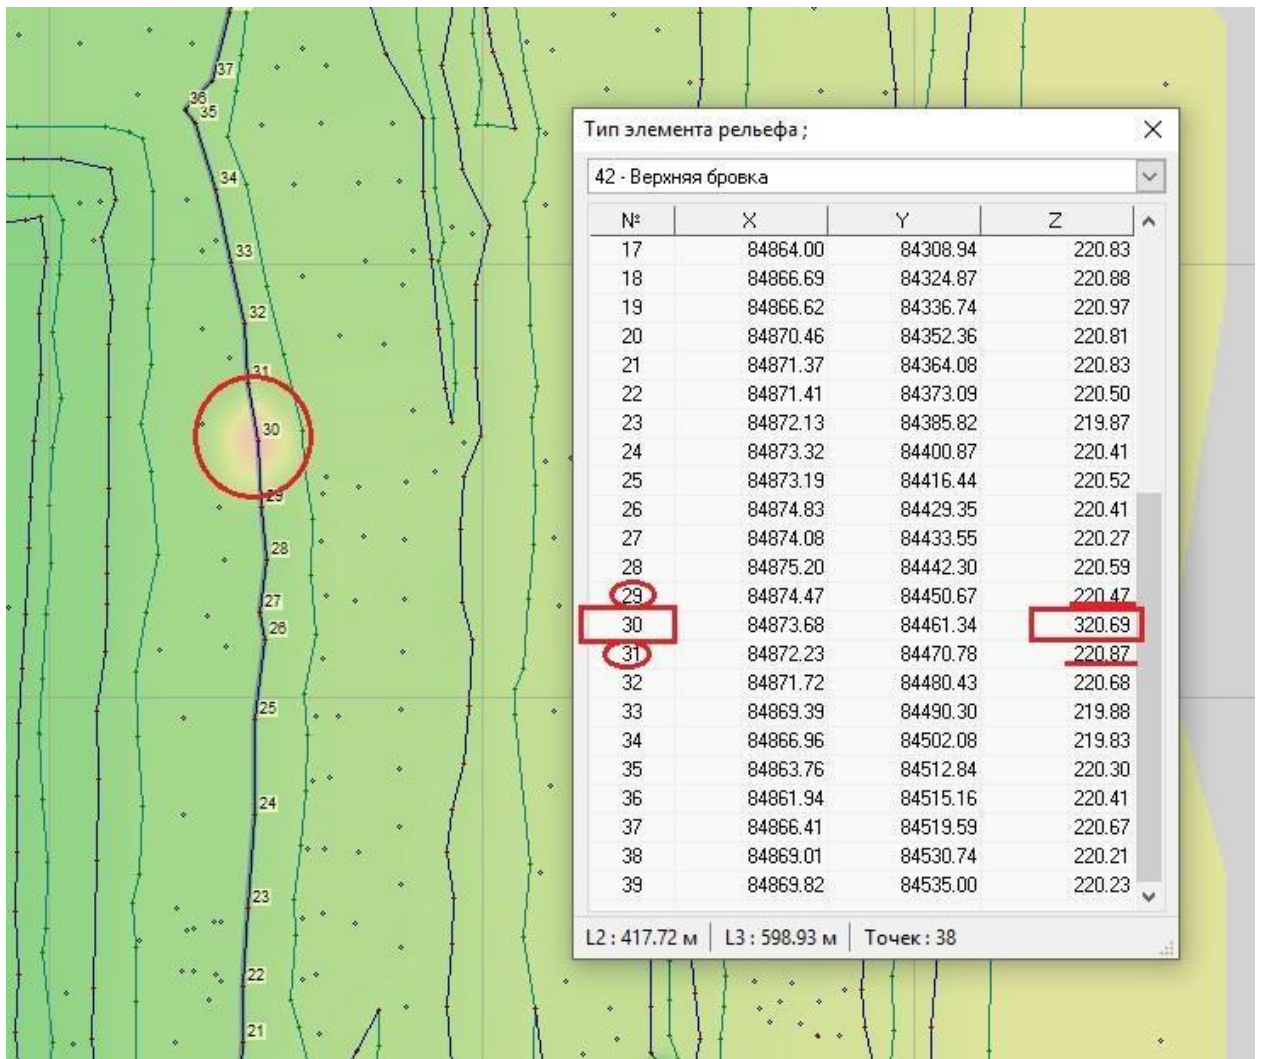 37
36
35
34
33
32
31
30
29
28
27
26
25
24
23
22
21
Тип элемента рельефа ;
42 - Верхняя бровка
№ X Y Z
17 84864.00 84308.94 220.83
18 84866.69 84324.87 220.88
19 84866.62 84336.74 220.97
20 84870.46 84352.36 220.81
21 84871.37 84364.08 220.83
22 84871.41 84373.09 220.50
23 84872.13 84385.82 219.87
24 84873.32 84400.87 220.41
25 84873.19 84416.44 220.52
26 84874.83 84429.35 220.41
27 84874.08 84433.55 220.27
28 84875.20 84442.30 220.59
29 84874.47 84450.67 220.47
30 84873.68 84461.34 320.69
31 84872.23 84470.78 220.87
32 84871.72 84480.43 220.68
33 84869.39 84490.30 219.88
34 84866.96 84502.08 219.83
35 84863.76 84512.84 220.30
36 84861.94 84515.16 220.41
37 84866.41 84519.59 220.67
38 84869.01 84530.74 220.21
39 84869.82 84535.00 220.23
L2 : 417.72 м L3 : 598.93 м Точек : 38